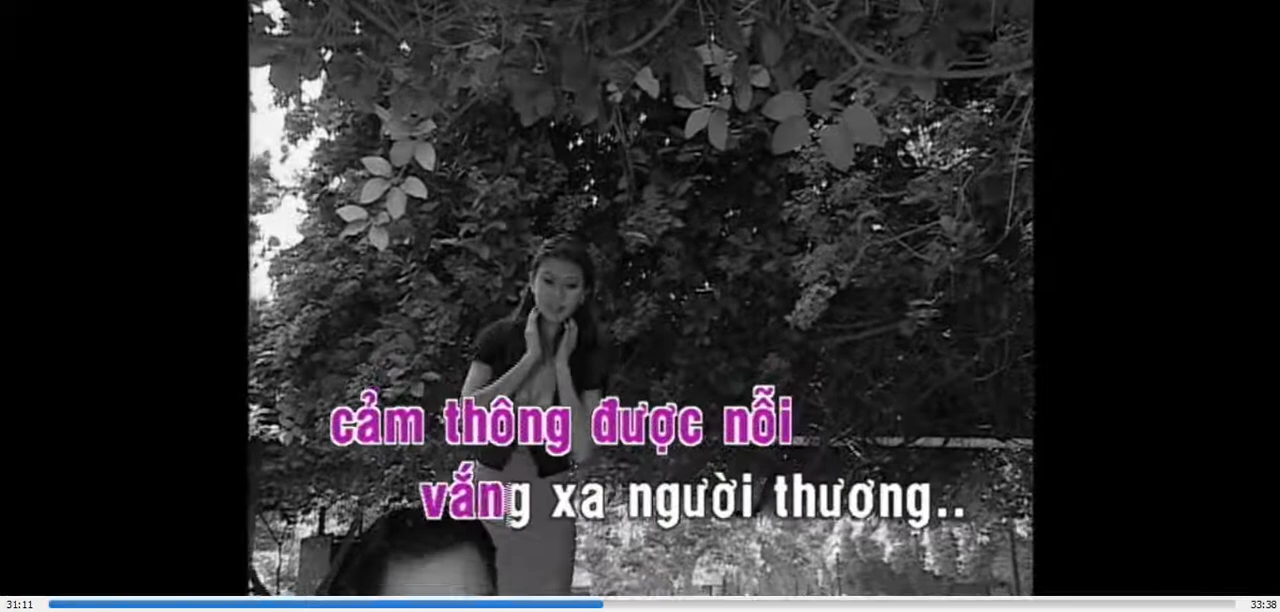 cảm thông được nỗi
vắng xa người thương..
31:11
33:38